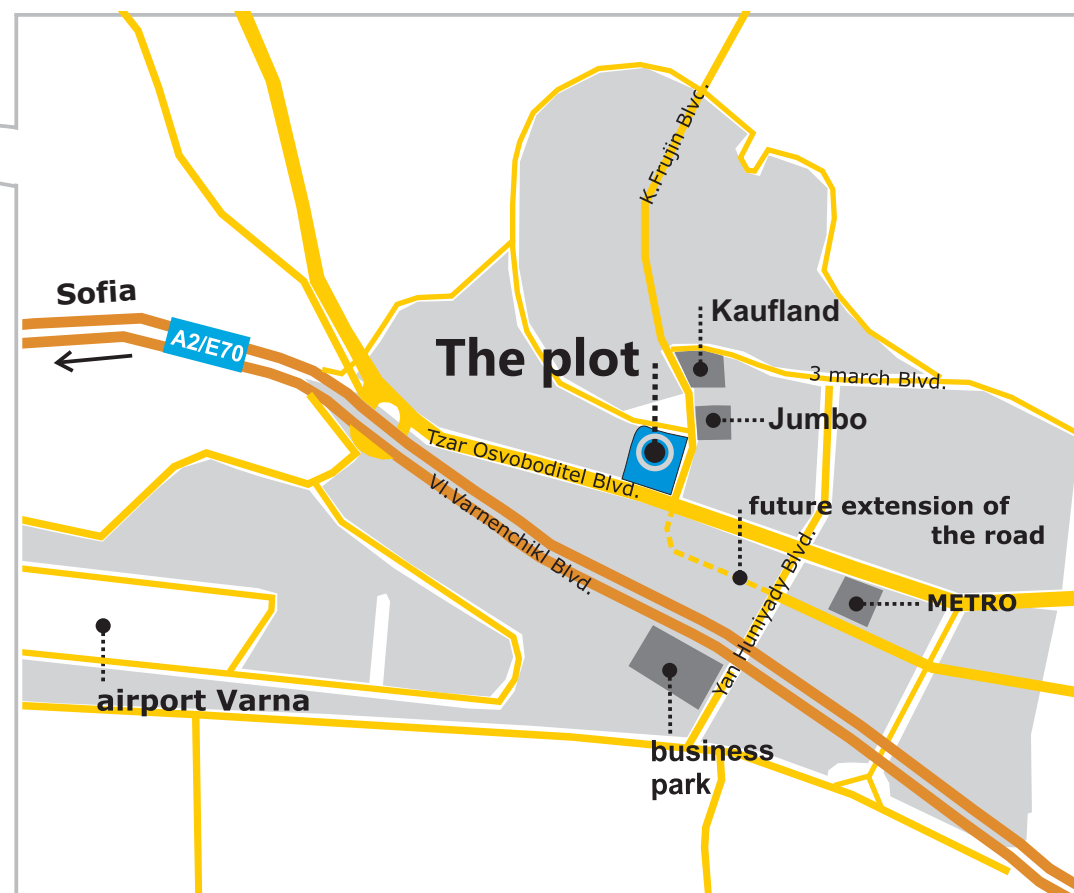 K.Frujin Blvd.
Sofia
A2/E70
Kaufland
The plot
3 march Blvd.
Jumbo
Tzar Osvoboditel Blvd.
Vl.Varnenchikl Blvd.
future extension of
the road
Yan Huniyady Blvd.
METRO
airport Varna
business
park